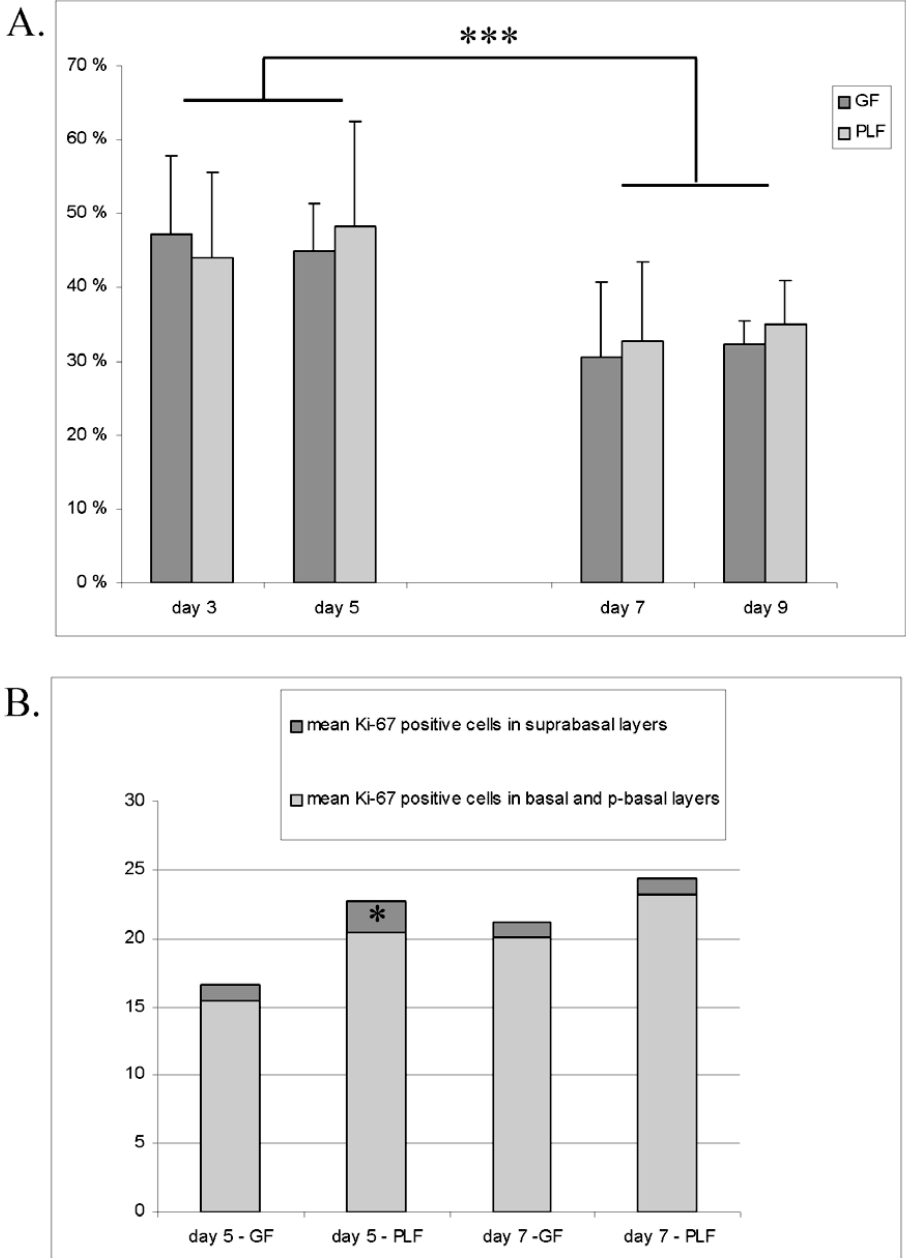 A.
***
70 %
60 %
50 %
40 %
30 %
20 %
10 %
0 %
GF
PLF
day 3 day 5 day 7 day 9
B.
mean Ki-67 positive cells in suprabasal layers
mean Ki-67 positive cells in basal and p-basal layers
30
25
20
15
10
5
0
*
day 5 - GF day 5 - PLF day 7 -GF day 7 - PLF